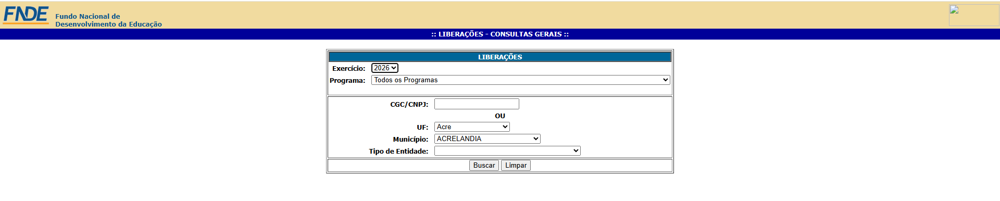 FNDE
Fundo Nacional de
Desenvolvimento da Educação
:: LIBERAÇÕES - CONSULTAS GERAIS ::
LIBERAÇÕES
Exercício: 2026
Programa: Todos os Programas
CGC/CNPJ:
OU
UF: Acre
Município: ACRELANDIA
Tipo de Entidade:
Buscar Limpar